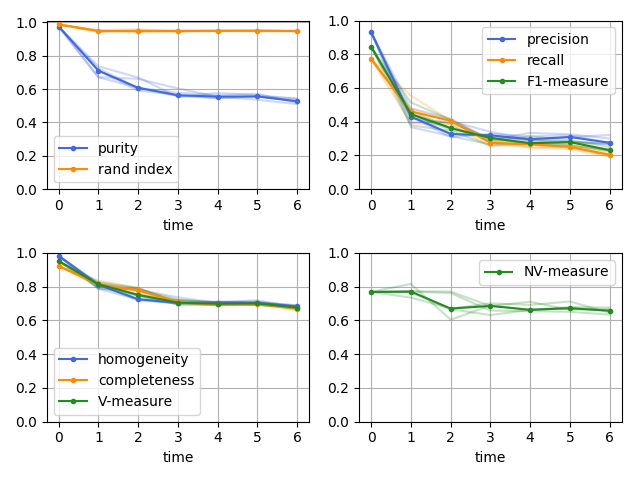 1.0
0.8
0.6
0.4
0.2
0.0
purity
rand index
0 1 2 3 4 5 6
time
1.0
0.8
0.6
0.4
0.2
0.0
precision
recall
F1-measure
0 1 2 3 4 5 6
time
1.0
0.8
0.6
0.4
0.2
0.0
homogeneity
completeness
V-measure
0 1 2 3 4 5 6
time
1.0
0.8
0.6
0.4
0.2
0.0
NV-measure
0 1 2 3 4 5 6
time